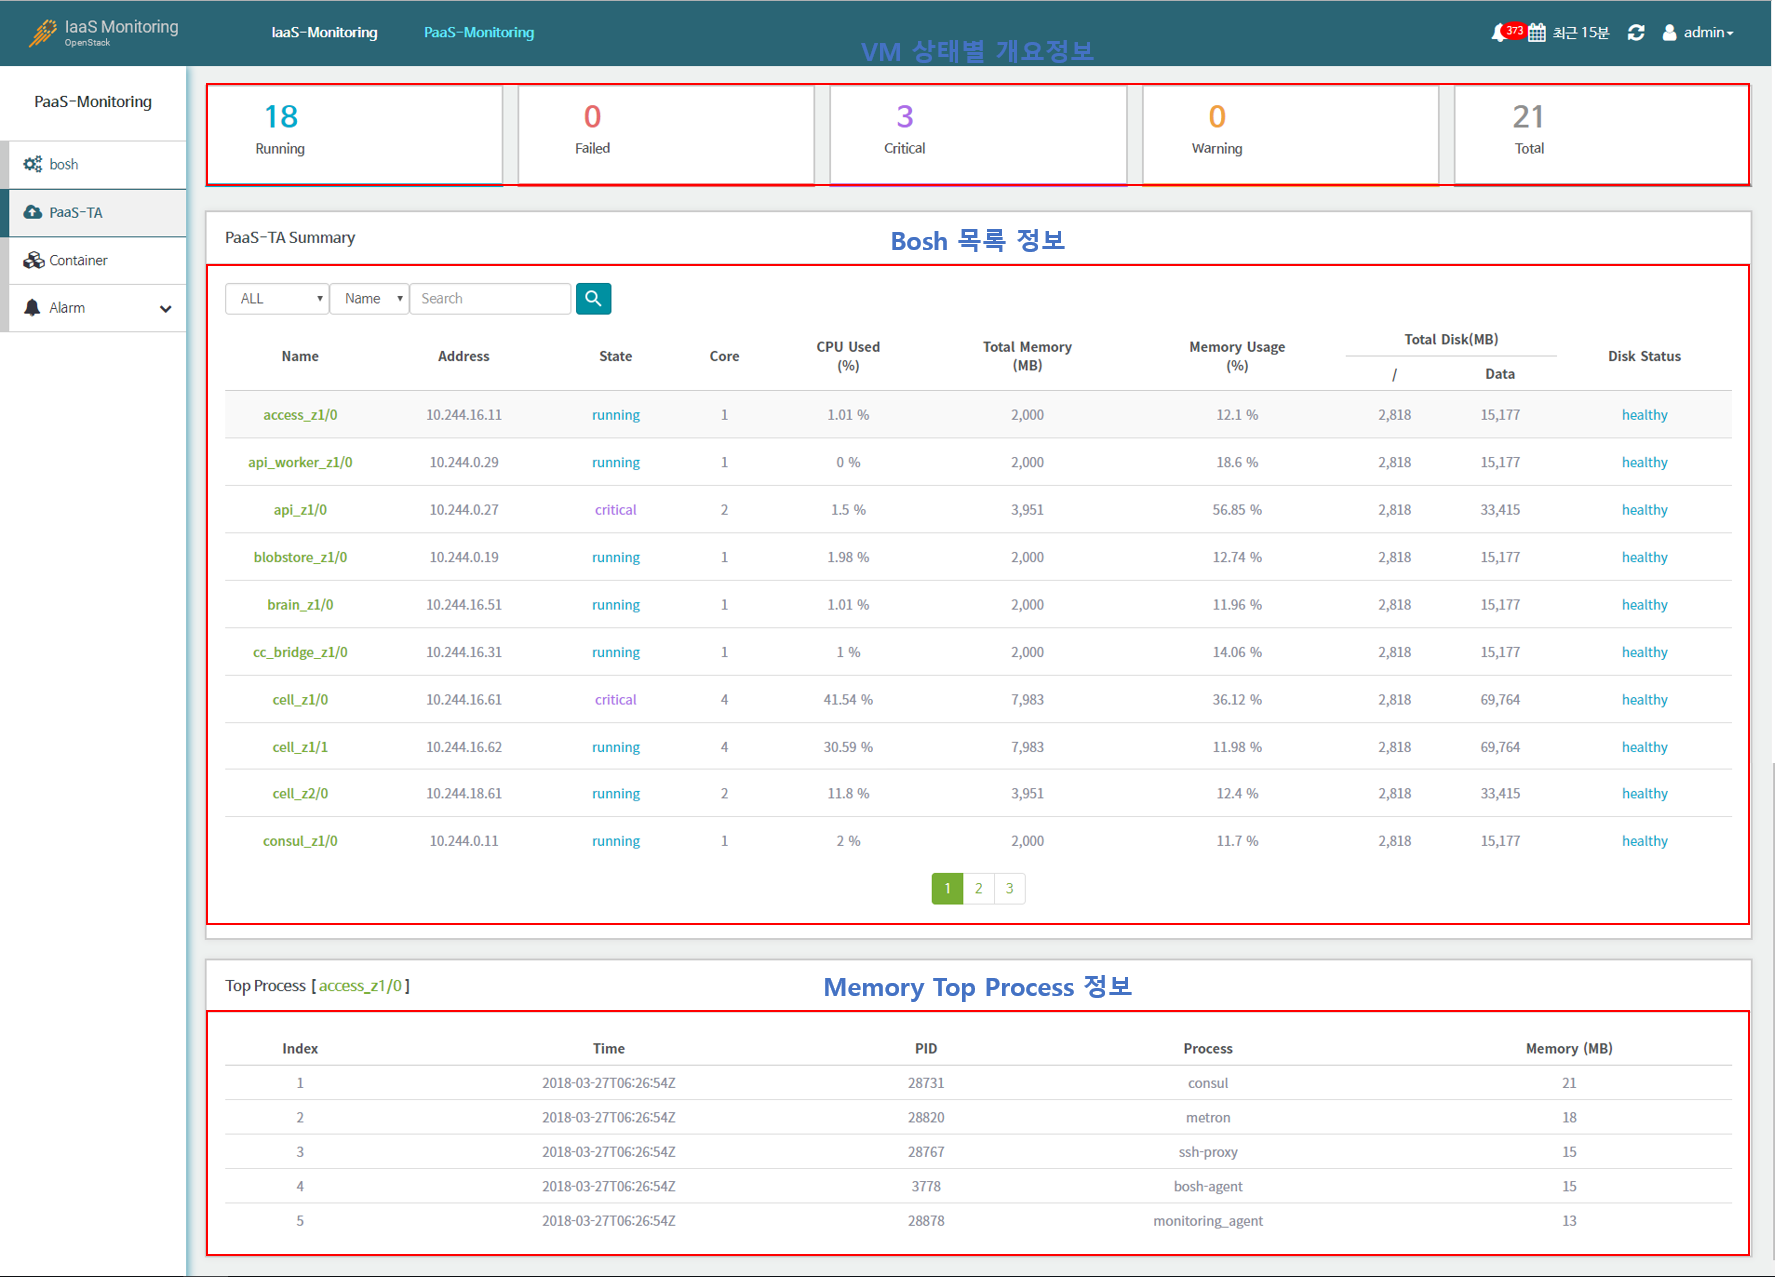 IaaS Monitoring
OpenStack
IaaS-Monitoring PaaS-Monitoring
373 최근 15분 admin
VM 상태별 개요정보
PaaS-Monitoring
bosh
PaaS-TA
Container
Alarm
18 0 3 0 21
Running Failed Critical Warning Total
PaaS-TA Summary
Bosh 목록 정보
ALL Name Search
Name Address State Core CPU Used (%) Total Memory (MB) Memory Usage (%) Total Disk(MB) / Data Disk Status
access_z1/0 10.244.16.11 running 1 1.01 % 2,000 12.1 % 2,818 15,177 healthy
api_worker_z1/0 10.244.0.29 running 1 0 % 2,000 18.6 % 2,818 15,177 healthy
api_z1/0 10.244.0.27 critical 2 1.5 % 3,951 56.85 % 2,818 33,415 healthy
blobstore_z1/0 10.244.0.19 running 1 1.98 % 2,000 12.74 % 2,818 15,177 healthy
brain_z1/0 10.244.16.51 running 1 1.01 % 2,000 11.96 % 2,818 15,177 healthy
cc_bridge_z1/0 10.244.16.31 running 1 1 % 2,000 14.06 % 2,818 15,177 healthy
cell_z1/0 10.244.16.61 critical 4 41.54 % 7,983 36.12 % 2,818 69,764 healthy
cell_z1/1 10.244.16.62 running 4 30.59 % 7,983 11.98 % 2,818 69,764 healthy
cell_z2/0 10.244.18.61 running 2 11.8 % 3,951 12.4 % 2,818 33,415 healthy
consul_z1/0 10.244.0.11 running 1 2 % 2,000 11.7 % 2,818 15,177 healthy
1 2 3
Top Process [ access_z1/0 ]
Memory Top Process 정보
Index Time PID Process Memory (MB)
1 2018-03-27T06:26:54Z 28731 consul 21
2 2018-03-27T06:26:54Z 28820 metron 18
3 2018-03-27T06:26:54Z 28767 ssh-proxy 15
4 2018-03-27T06:26:54Z 3778 bosh-agent 15
5 2018-03-27T06:26:54Z 28878 monitoring_agent 13